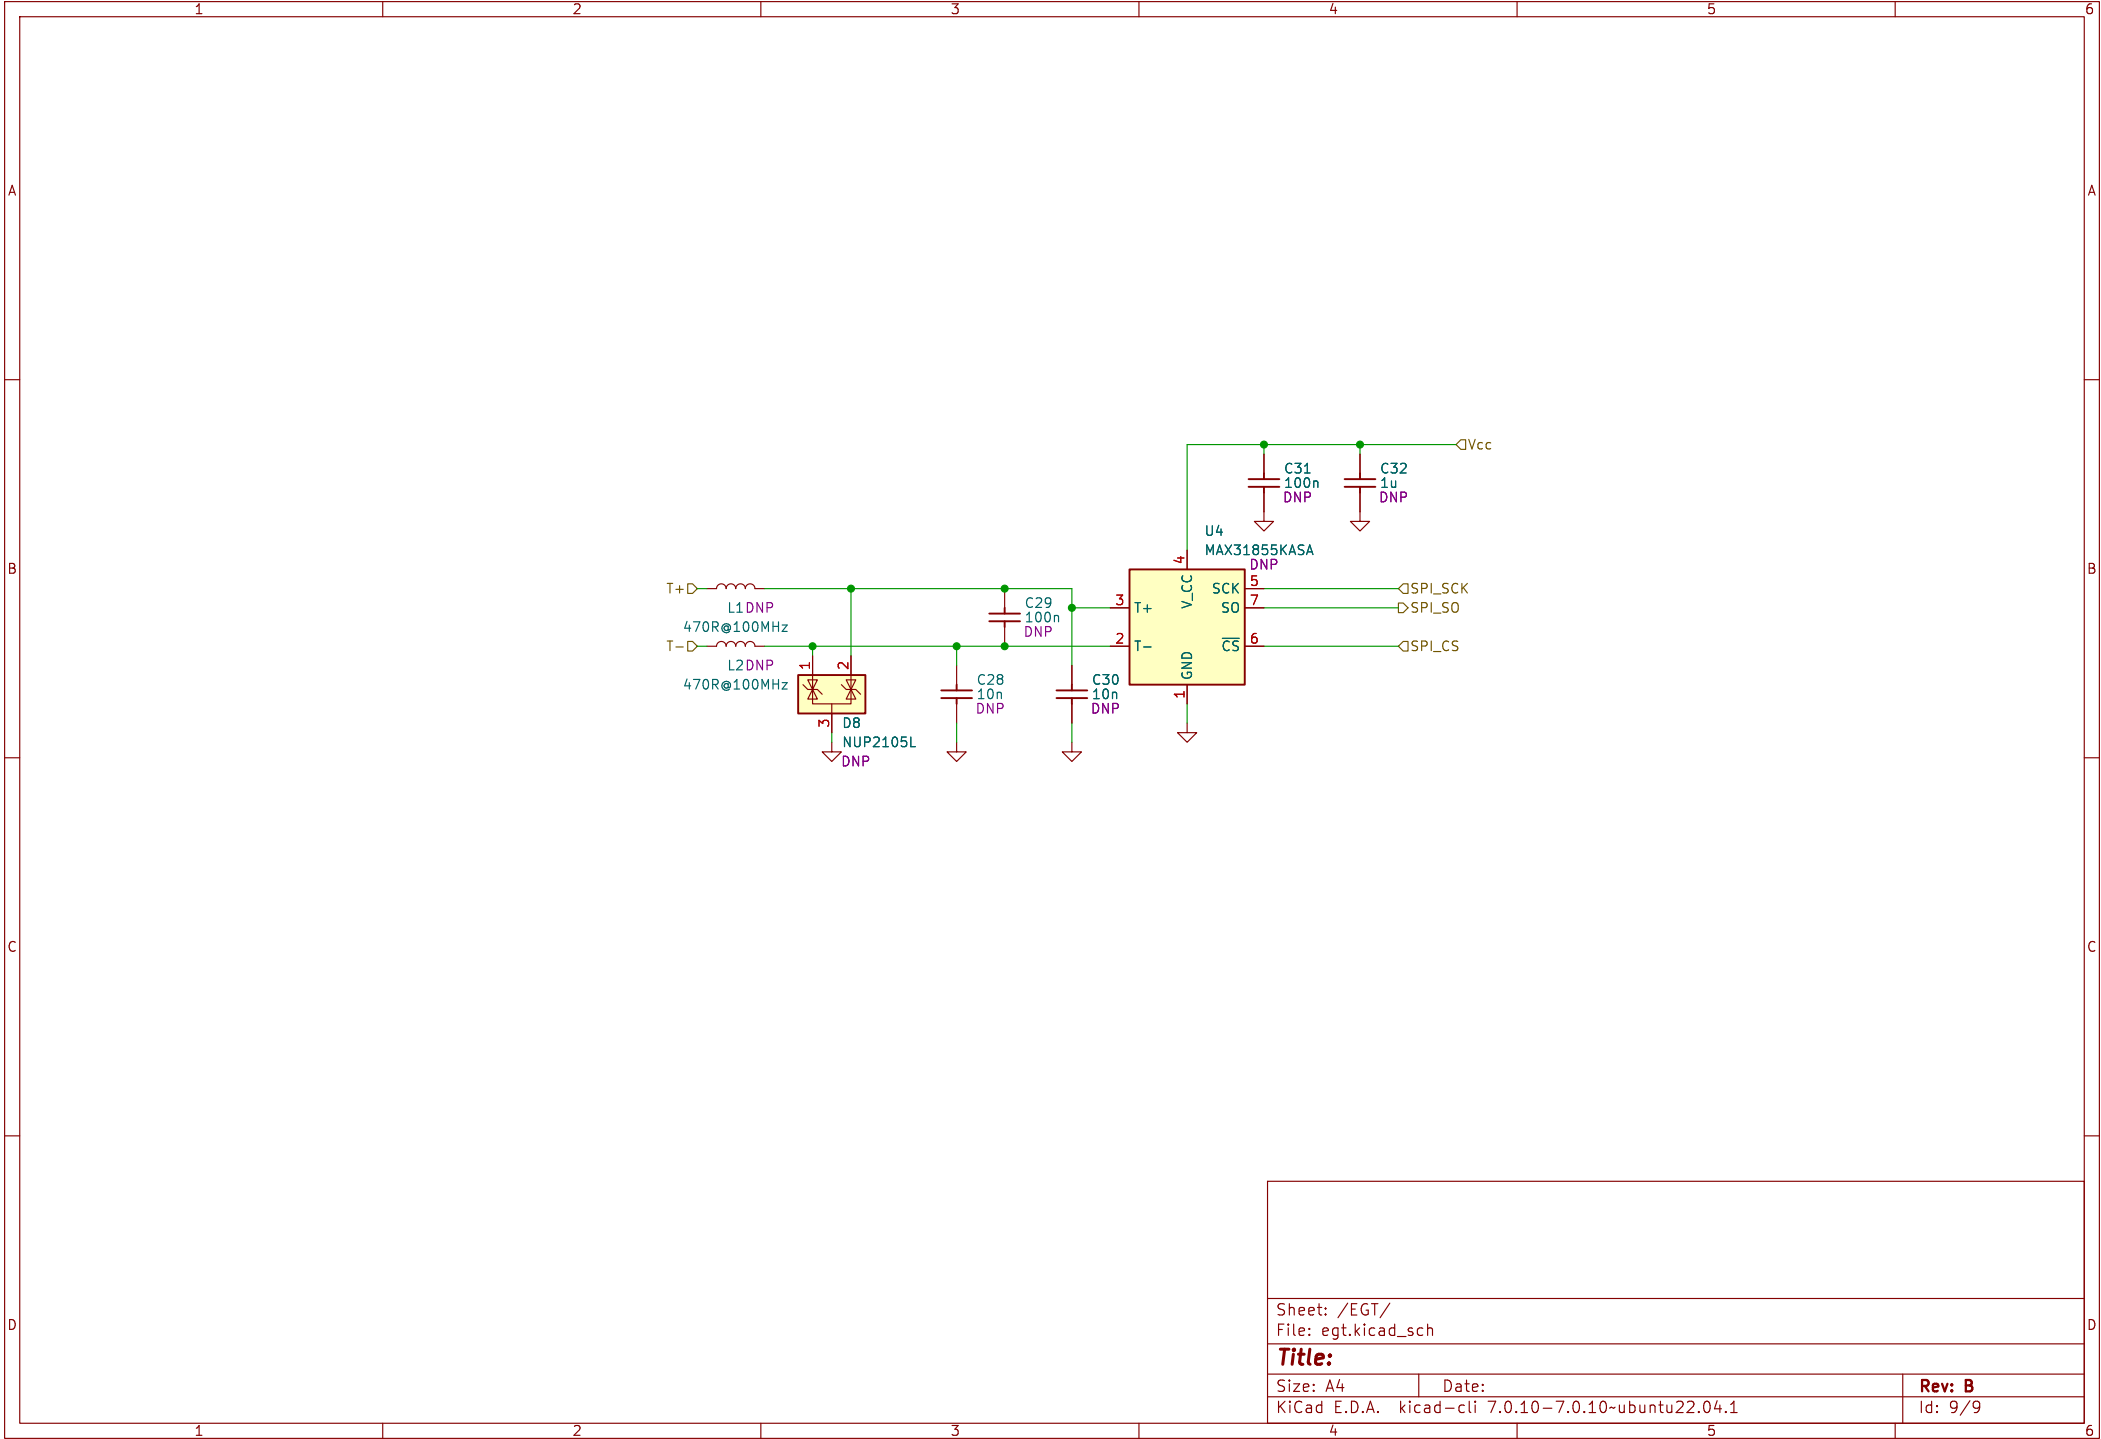 1 2 3 4 5 6
A A
Vcc
C31
100n
DNP
C32
1u
DNP
U4
MAX31855KASA
DNP
B B
4
V_CC
T+
L1 DNP
470R@100MHz
C29
100n
DNP
3 T+
SCK 5 SPI_SCK
SO 7 SPI_SO
T-
L2 DNP
470R@100MHz
2 T-
CS 6 SPI_CS
GND
1
1 2
3
D8
NUP2105L
DNP
C28
10n
DNP
C30
10n
DNP
C C
D D
Sheet: /EGT/
File: egt.kicad_sch
Title:
Size: A4 Date: Rev: B
KiCad E.D.A. kicad-cli 7.0.10-7.0.10~ubuntu22.04.1 Id: 9/9
1 2 3 4 5 6